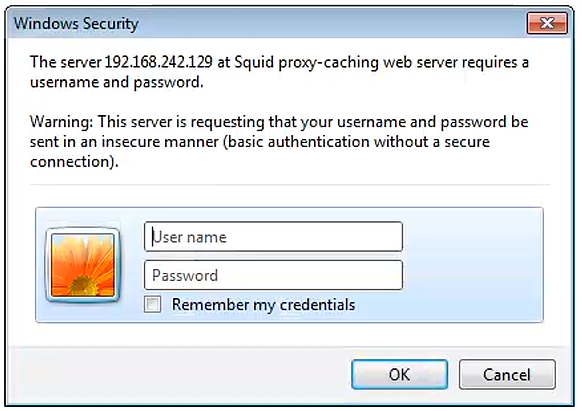 Windows Security
The server 192.168.242.129 at Squid proxy-caching web server requires a
username and password.
Warning: This server is requesting that your username and password be
sent in an insecure manner (basic authentication without a secure
connection).
User name
Password
Remember my credentials
OK
Cancel